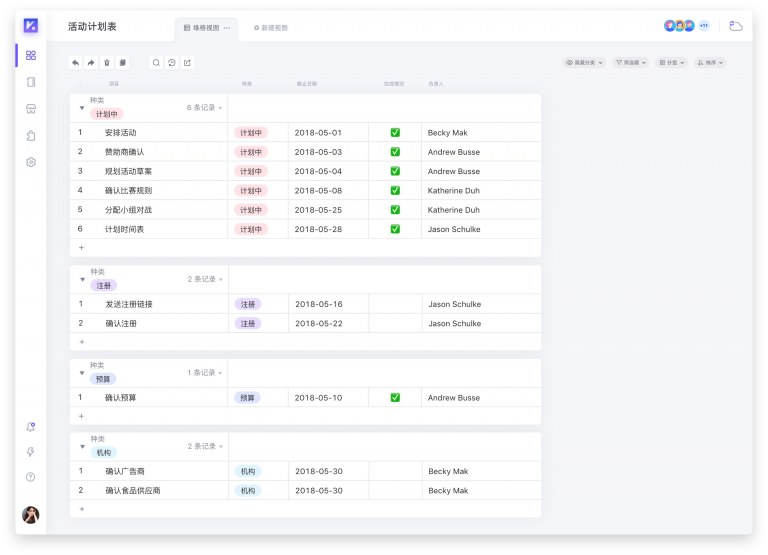 活动计划表
维格视图 ···
新建视图
+11
隐藏分类
筛选器
分组
排序
项目 种类 截止日期 完成情况 负责人
种类
计划中 6 条记录
1 安排活动 计划中 2018-05-01 ✅ Becky Mak
2 赞助商确认 计划中 2018-05-03 ✅ Andrew Busse
3 规划活动草案 计划中 2018-05-04 ✅ Andrew Busse
4 确认比赛规则 计划中 2018-05-08 ✅ Katherine Duh
5 分配小组对战 计划中 2018-05-25 ✅ Katherine Duh
6 计划时间表 计划中 2018-05-28 ✅ Jason Schulke
+
种类
注册 2 条记录
1 发送注册链接 注册 2018-05-16 Jason Schulke
2 确认注册 注册 2018-05-22 Jason Schulke
+
种类
预算 1 条记录
1 确认预算 预算 2018-05-10 ✅ Andrew Busse
+
种类
机构 2 条记录
1 确认广告商 机构 2018-05-30 Becky Mak
2 确认食品供应商 机构 2018-05-30 Becky Mak
+